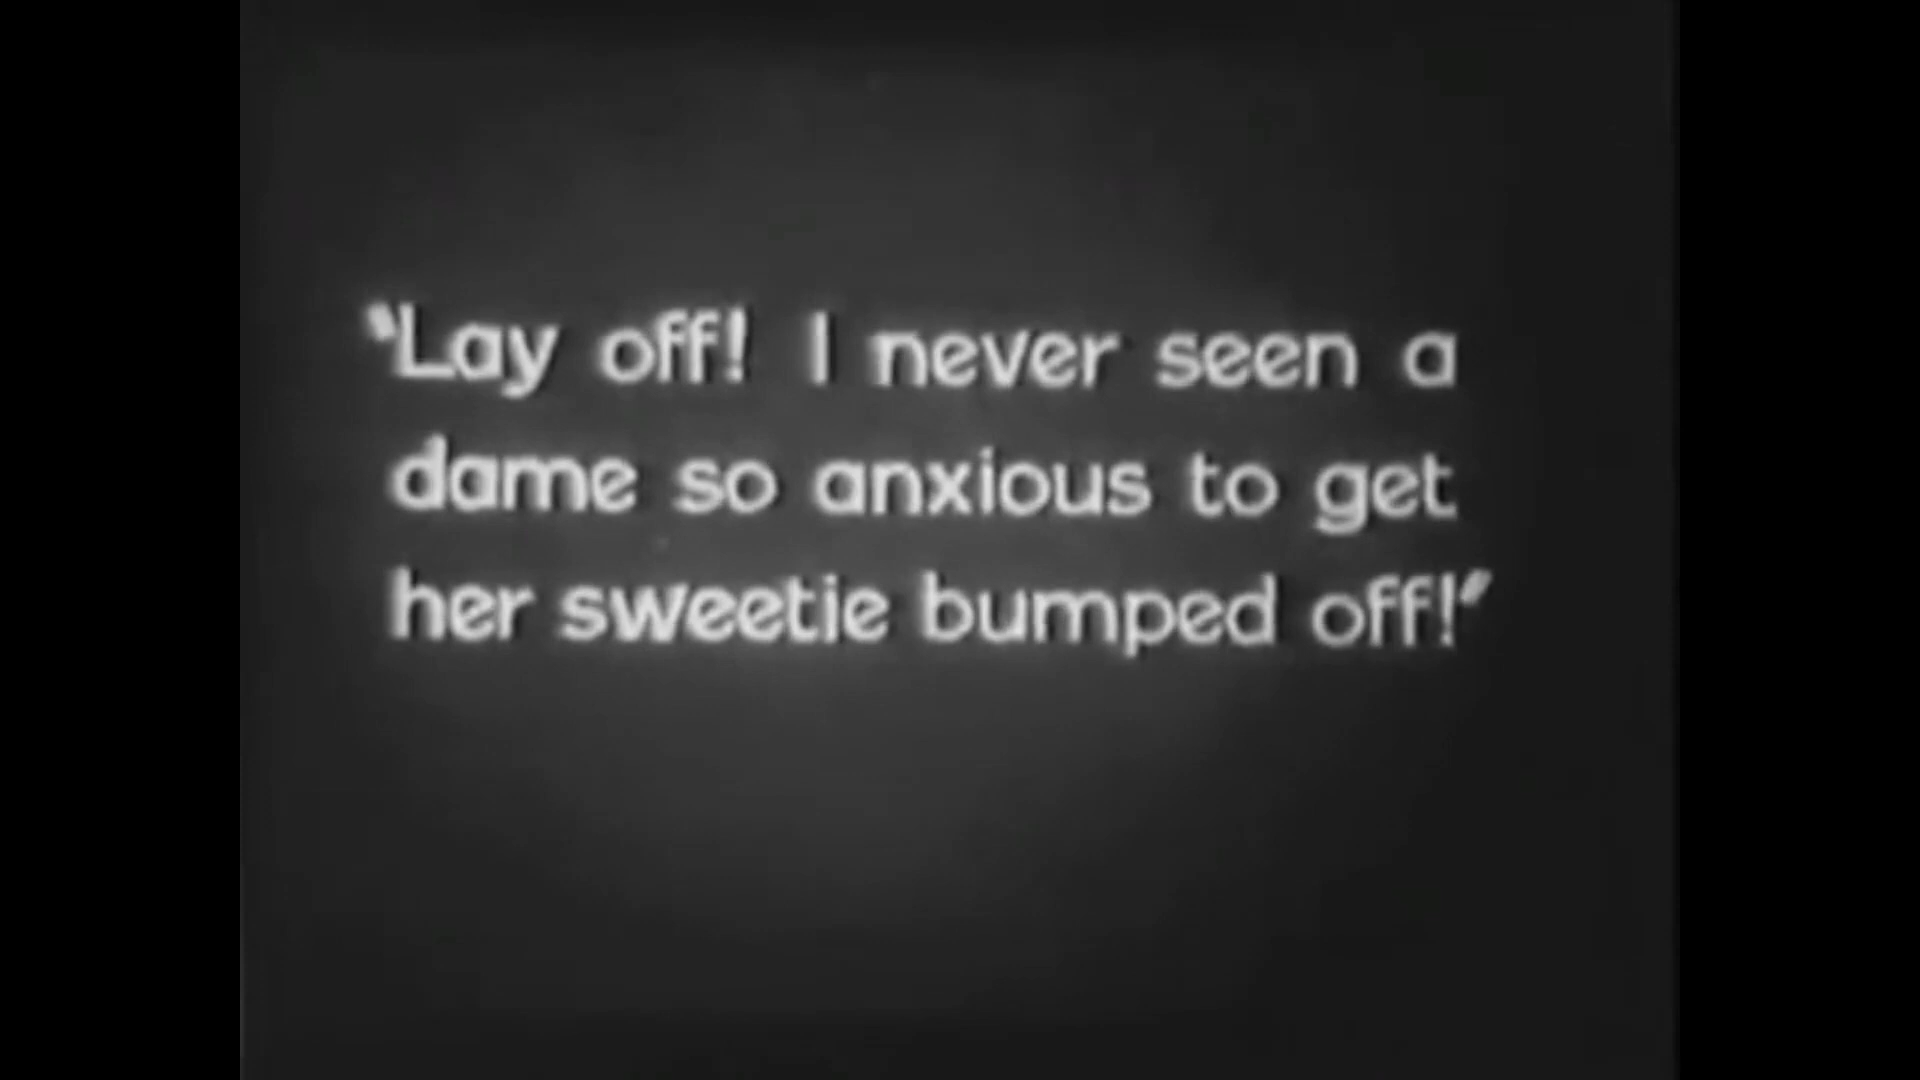 "Lay off! I never seen a
dame so anxious to get
her sweetie bumped off!"